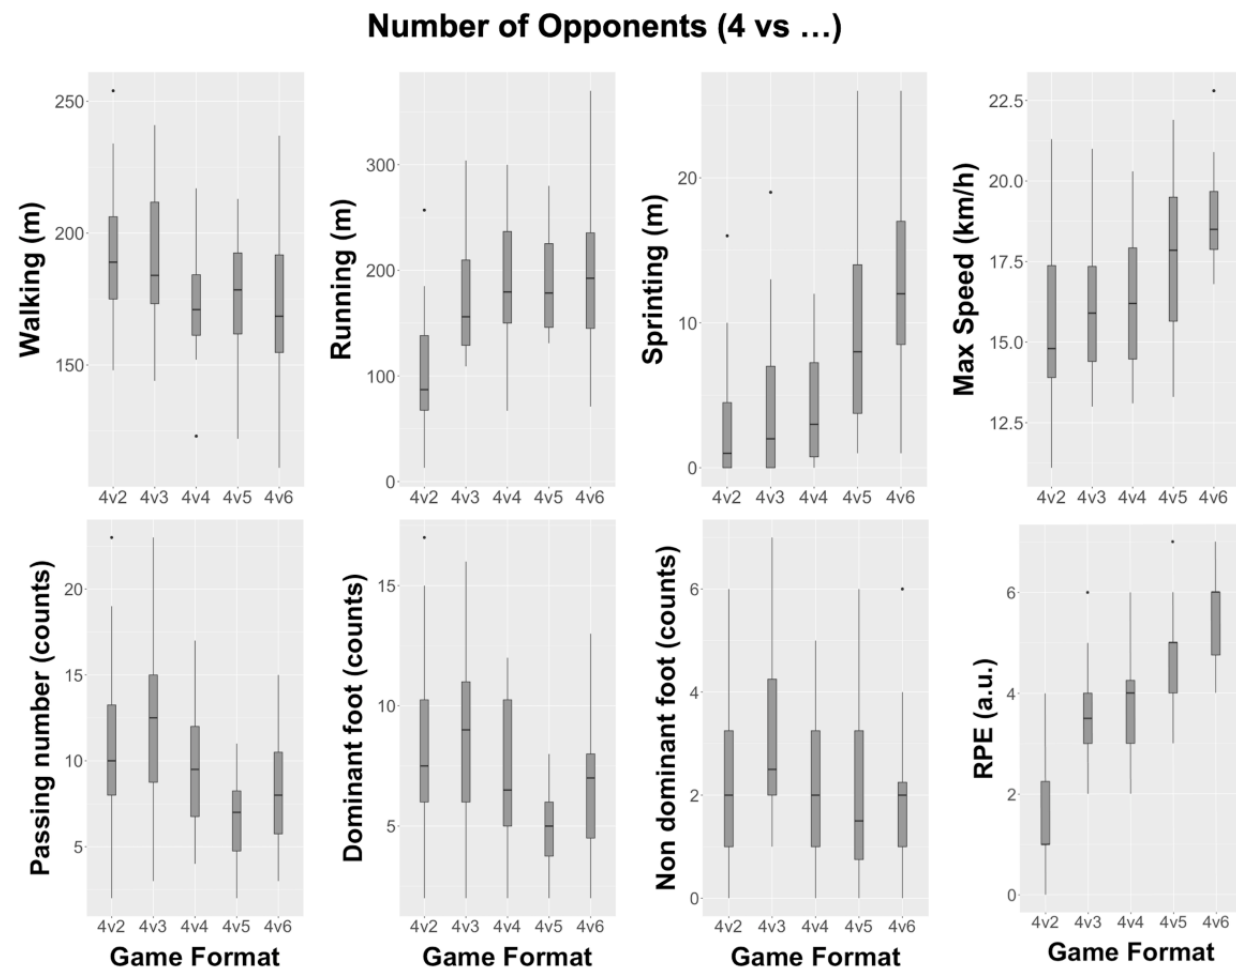 Number of Opponents (4 vs …)
Walking (m)
250
200
150
4v2 4v3 4v4 4v5 4v6
Running (m)
300
200
100
0
4v2 4v3 4v4 4v5 4v6
Sprinting (m)
20
10
0
4v2 4v3 4v4 4v5 4v6
Max Speed (km/h)
22.5
20.0
17.5
15.0
12.5
4v2 4v3 4v4 4v5 4v6
Passing number (counts)
20
15
10
5
4v2 4v3 4v4 4v5 4v6
Game Format
Dominant foot (counts)
15
10
5
4v2 4v3 4v4 4v5 4v6
Game Format
Non dominant foot (counts)
6
4
2
0
4v2 4v3 4v4 4v5 4v6
Game Format
RPE (a.u.)
6
4
2
0
4v2 4v3 4v4 4v5 4v6
Game Format